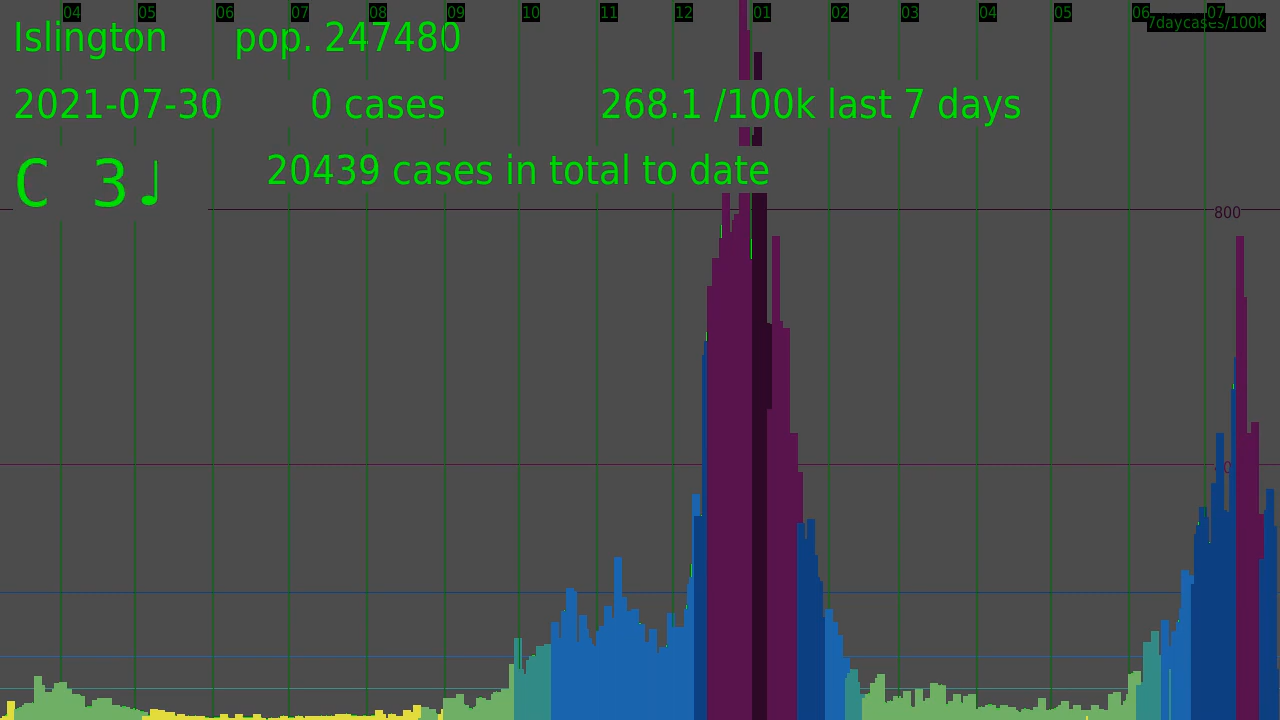 04 05 06 07 08 09 10 11 12 01 02 03 04 05 06 07
7daycases/100k
Islington pop. 247480
2021-07-30 0 cases 268.1 /100k last 7 days
C 3♩ 20439 cases in total to date
800